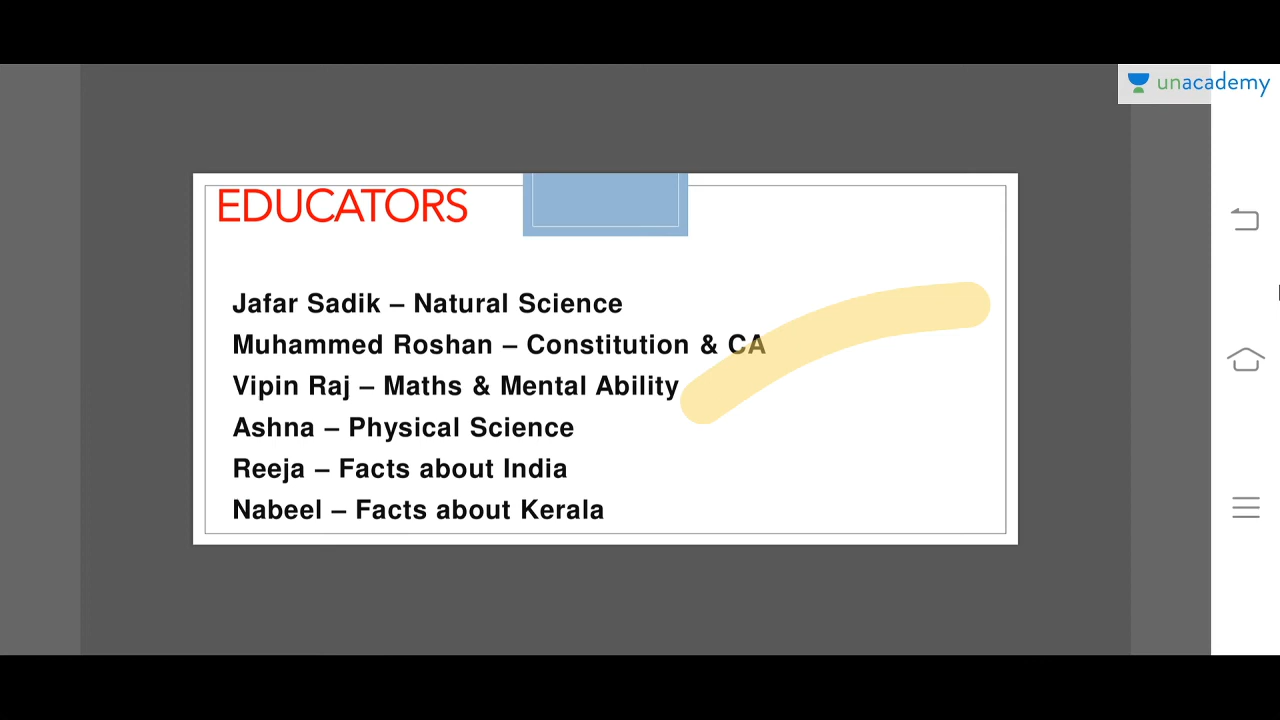 unacademy
EDUCATORS
Jafar Sadik – Natural Science
Muhammed Roshan – Constitution & CA
Vipin Raj – Maths & Mental Ability
Ashna – Physical Science
Reeja – Facts about India
Nabeel – Facts about Kerala